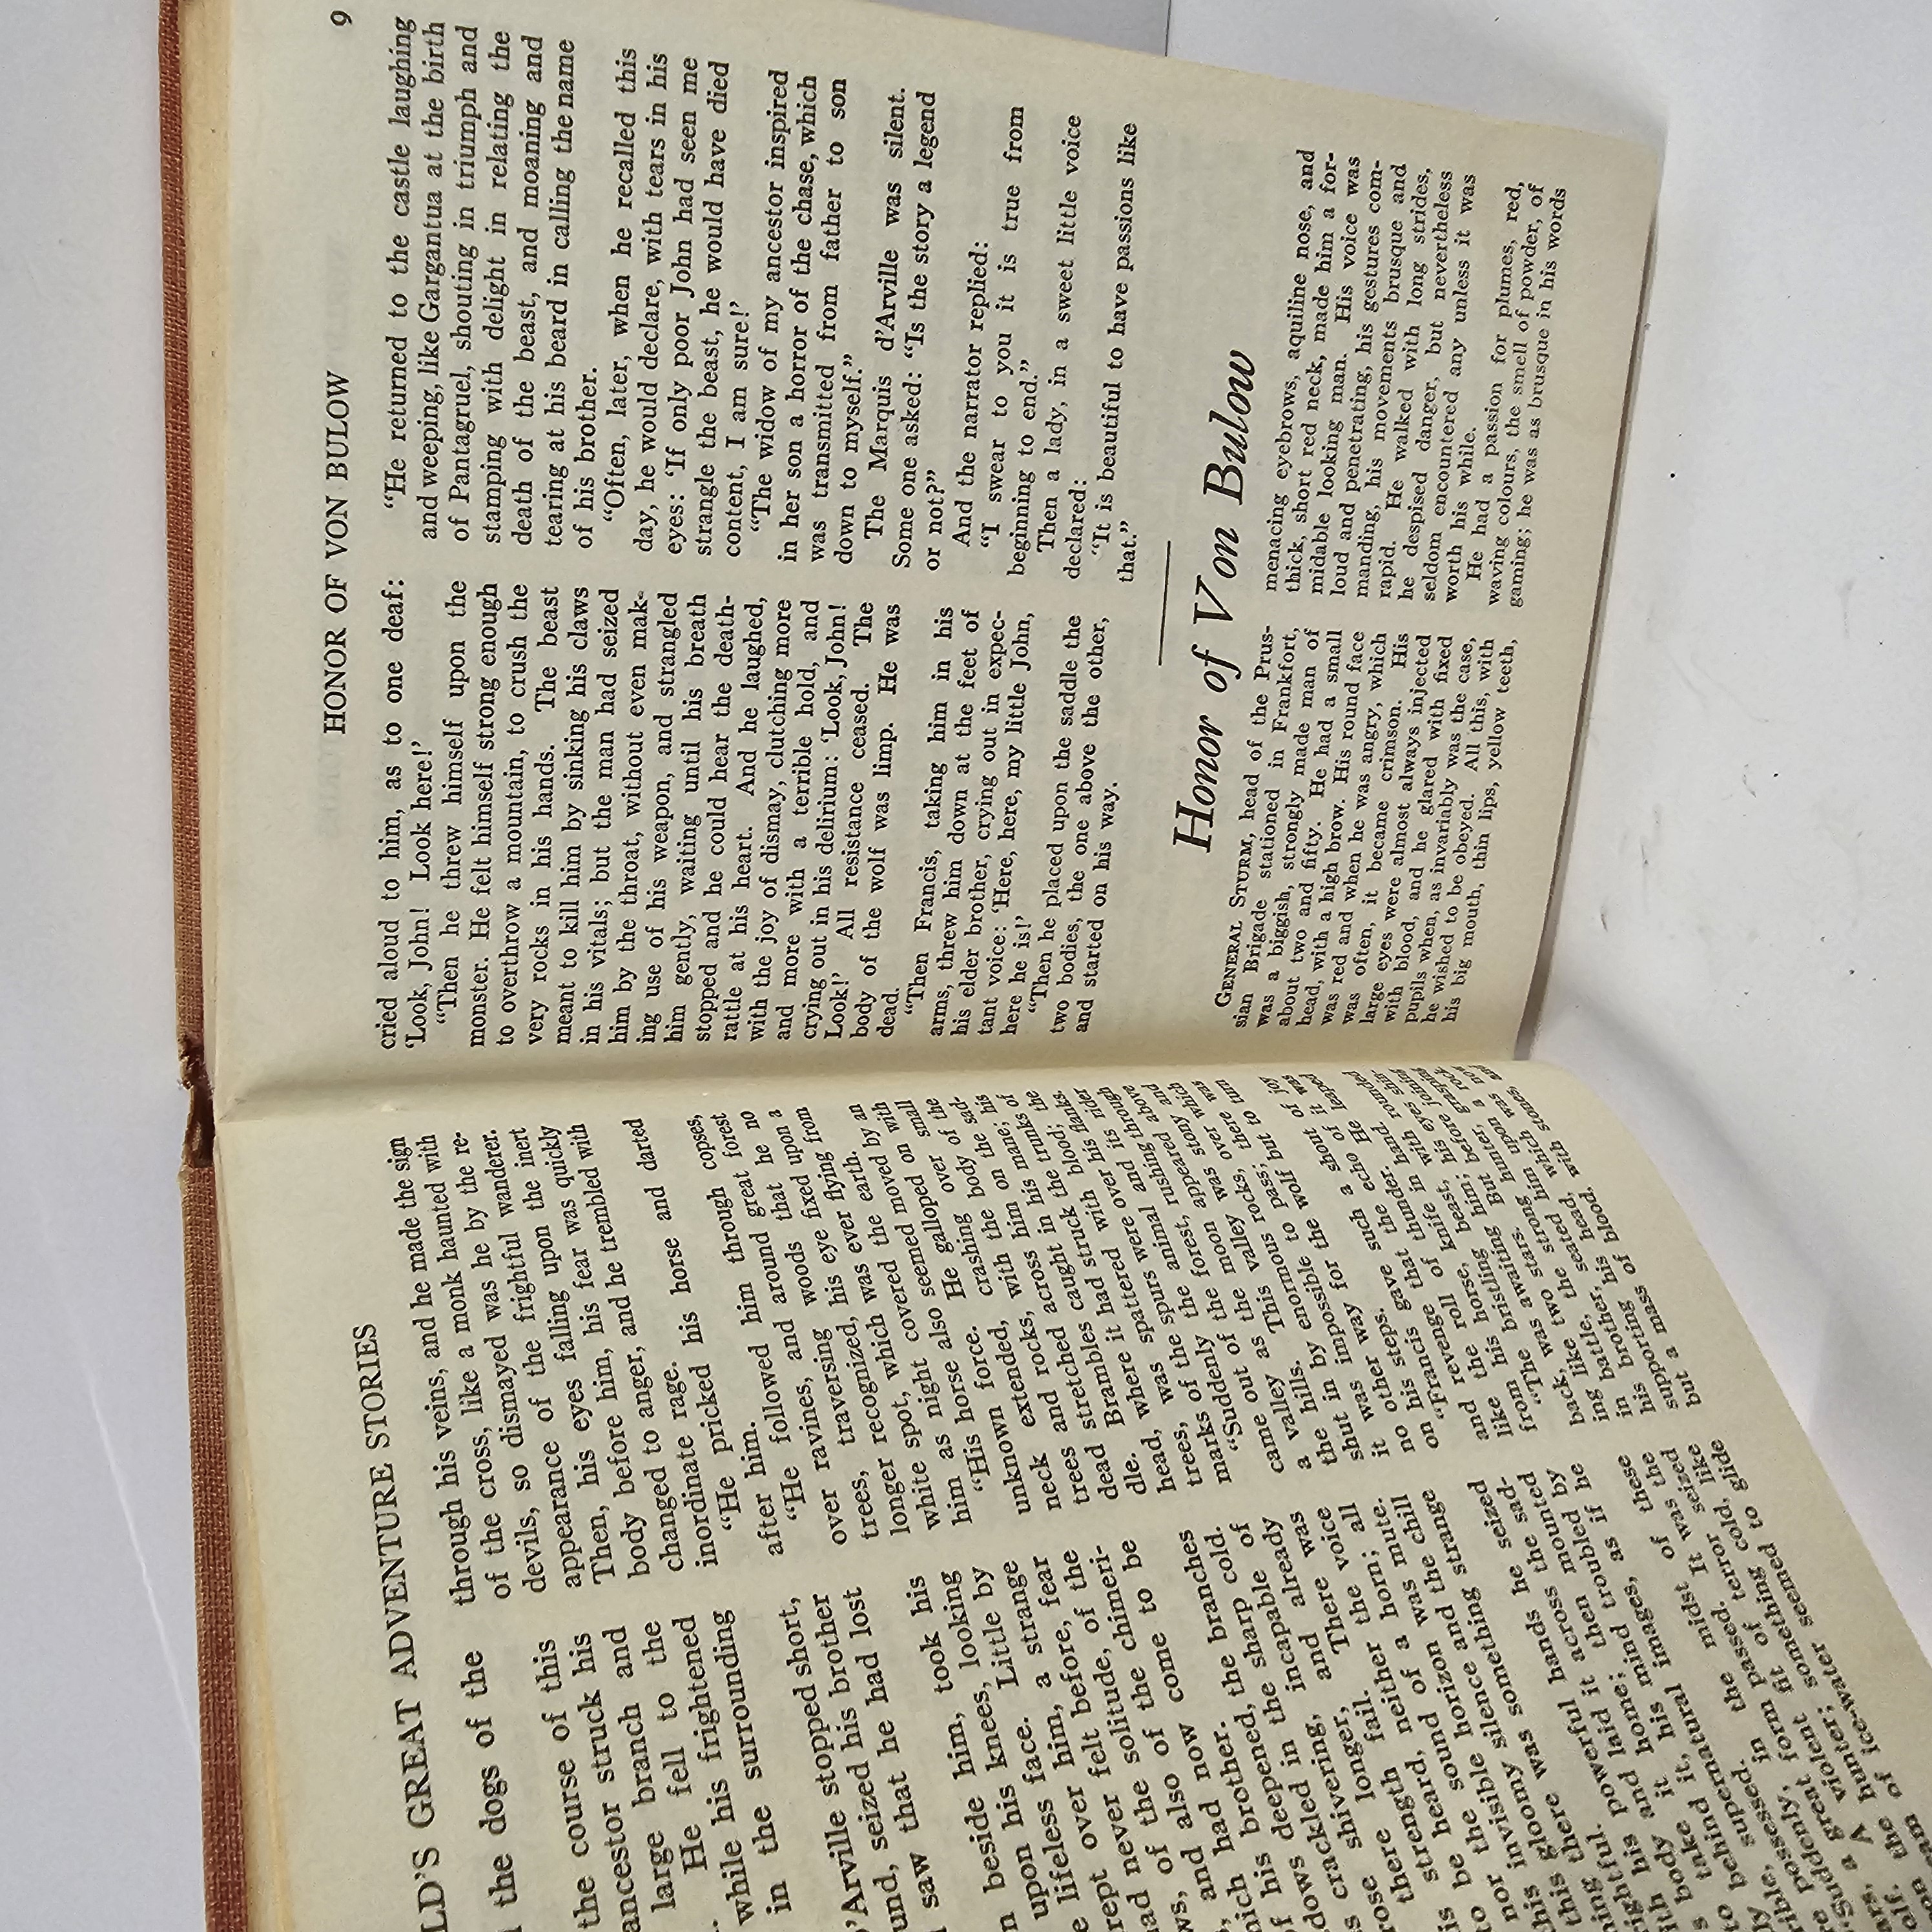 LD'S GREAT ADVENTURE STORIES
the dogs of the
the course of this
ancestor struck his
large branch and
He fell to the
while his frightened
in the surrounding
D'Arville stopped short,
seized his brother
saw that he had lost
beside him, took his
upon his knees, looking
lifeless face. Little by
over him, a strange
never felt before, fear
of the solitude, of the
and also of the chimeri-
had now come to be
his brother.
deepened, the branches
crackled in the sharp cold.
shivering, incapable of
there longer, and already
strength fail. There was
to be heard, neither the voice
nor the sound of a horn; all
this invisible horizon was mute.
this gloomy silence and the chill
there was something strange
his powerful hands he seized
body and laid it across the sad-
to take it home; then mounted
behind it, his mind troubled by
supernatural images, as if he
possessed.
"Suddenly, in the midst of these
a great form passed. It was the
A violent fit of terror seized
the hunter; something cold, like
of ice-water seemed to glide
through his veins, and he made the sign
of the cross, like a monk haunted with
devils, so dismayed was he by the re-
appearance of the frightful wanderer.
Then, his eyes falling upon the inert
body before him, his fear was quickly
changed to anger, and he trembled with
inordinate rage.
"He pricked his horse and darted
after him.
"He followed him through copses,
over ravines, and around great forest
trees, traversing woods that he no
longer recognized, his eye fixed upon a
white spot, which was ever flying from
him as night covered the earth.
"His horse also seemed moved by an
unknown force. He galloped on with
neck extended, crashing over small
trees and rocks, with the body of the
dead stretched across him on the sad-
dle. Brambles caught in his mane; his
head, where it had struck the trunks of
trees, was spattered with blood; the
marks of the spurs were over his flanks.
"Suddenly the animal and its rider
came out of the forest, rushing through
a valley as the moon appeared above
the hills. This valley was stony and
shut in by enormous rocks, over which
it was impossible to pass; there was
no other way for the wolf but to turn
on his steps.
"Francis gave such a shout of joy
and revenge that the echo of it was
like the roll of thunder. He leaped
from his horse, knife in hand.
"The bristling beast, with rounded
back, was awaiting him; his eyes shin-
ing like two stars. But before joining
in battle, the strong hunter, grasping
his brother, seated him upon a rock,
supporting his head, which was now
but a mass of blood, with stones, and
HONOR OF VON BULOW 9
cried aloud to him, as to one deaf:
'Look, John! Look here!'
"Then he threw himself upon the
monster. He felt himself strong enough
to overthrow a mountain, to crush the
very rocks in his hands. The beast
meant to kill him by sinking his claws
in his vitals; but the man had seized
him by the throat, without even mak-
ing use of his weapon, and strangled
him gently, waiting until his breath
stopped and he could hear the death-
rattle at his heart. And he laughed,
with the joy of dismay, clutching more
and more with a terrible hold, and
crying out in his delirium: 'Look, John!
Look!' All resistance ceased. The
body of the wolf was limp. He was
dead.
"Then Francis, taking him in his
arms, threw him down at the feet of
his elder brother, crying out in expec-
tant voice: 'Here, here, my little John,
here he is!'
"Then he placed upon the saddle the
two bodies, the one above the other,
and started on his way.
"He returned to the castle laughing
and weeping, like Gargantua at the birth
of Pantagruel, shouting in triumph and
stamping with delight in relating the
death of the beast, and moaning and
tearing at his beard in calling the name
of his brother.
"Often, later, when he recalled this
day, he would declare, with tears in his
eyes: 'If only poor John had seen me
strangle the beast, he would have died
content, I am sure!'
"The widow of my ancestor inspired
in her son a horror of the chase, which
was transmitted from father to son
down to myself."
The Marquis d'Arville was silent.
Some one asked: "Is the story a legend
or not?"
And the narrator replied:
"I swear to you it is true from
beginning to end."
Then a lady, in a sweet little voice
declared:
"It is beautiful to have passions like
that."
Honor of Von Bulow
GENERAL STURM, head of the Prus-
sian Brigade stationed in Frankfort,
was a biggish, strongly made man of
about two and fifty. He had a small
head, with a high brow. His round face
was red and when he was angry, which
was often, it became crimson. His
large eyes were almost always injected
with blood, and he glared with fixed
pupils when, as invariably was the case,
he wished to be obeyed. All this, with
his big mouth, thin lips, yellow teeth,
menacing eyebrows, aquiline nose, and
thick, short red neck, made him a for-
midable looking man. His voice was
loud and penetrating, his gestures com-
manding, his movements brusque and
rapid. He walked with long strides,
he despised danger, but nevertheless
seldom encountered any unless it was
worth his while.
He had a passion for plumes, red,
waving colours, the smell of powder, of
gaming; he was as brusque in his words